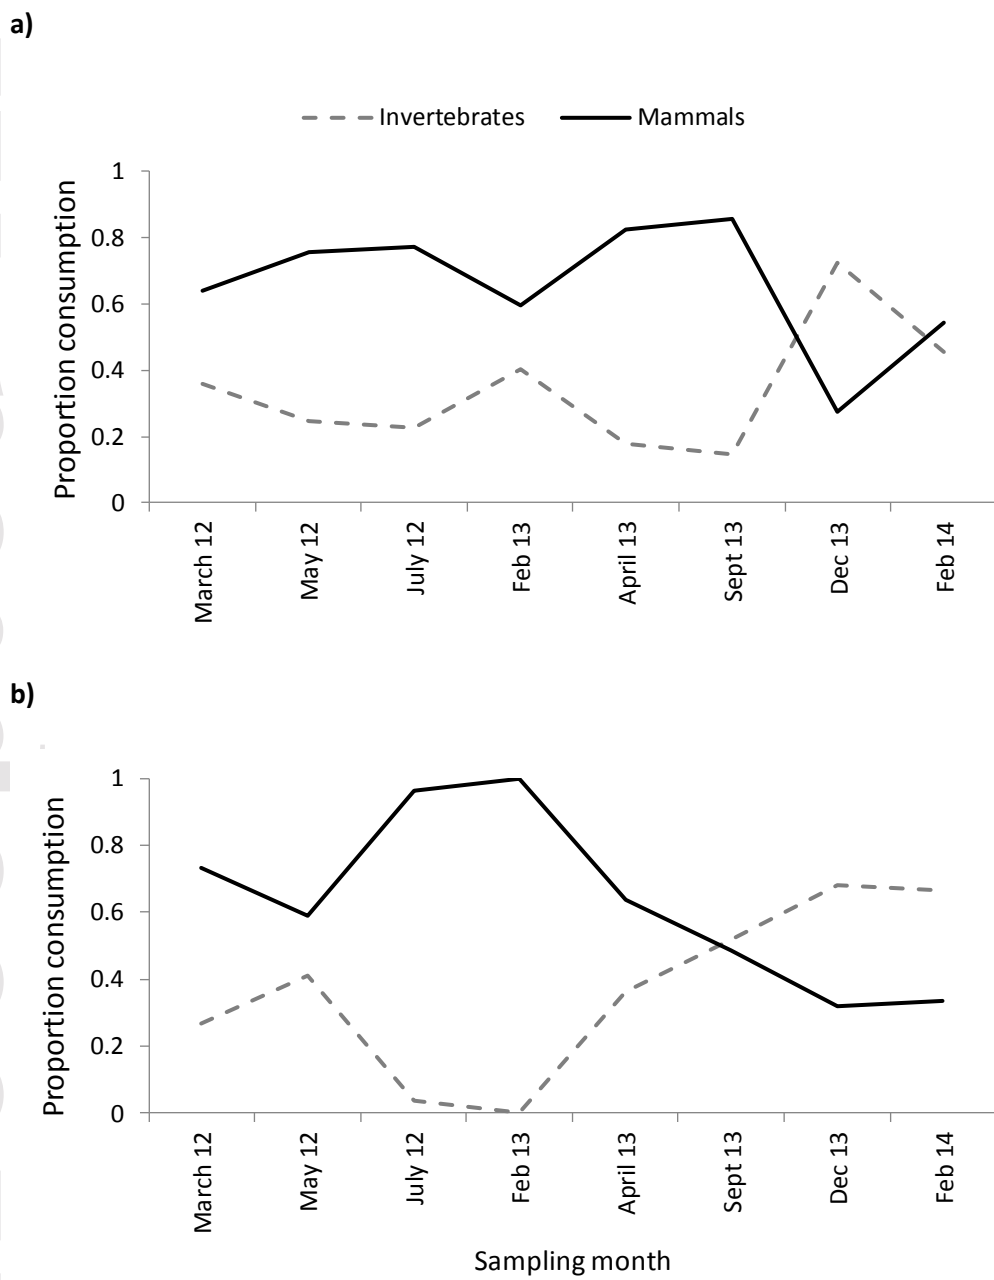 a)
Invertebrates Mammals
Proportion consumption
1
0.8
0.6
0.4
0.2
0
March 12
May 12
July 12
Feb 13
April 13
Sept 13
Dec 13
Feb 14
b)
Proportion consumption
1
0.8
0.6
0.4
0.2
0
March 12
May 12
July 12
Feb 13
April 13
Sept 13
Dec 13
Feb 14
Sampling month